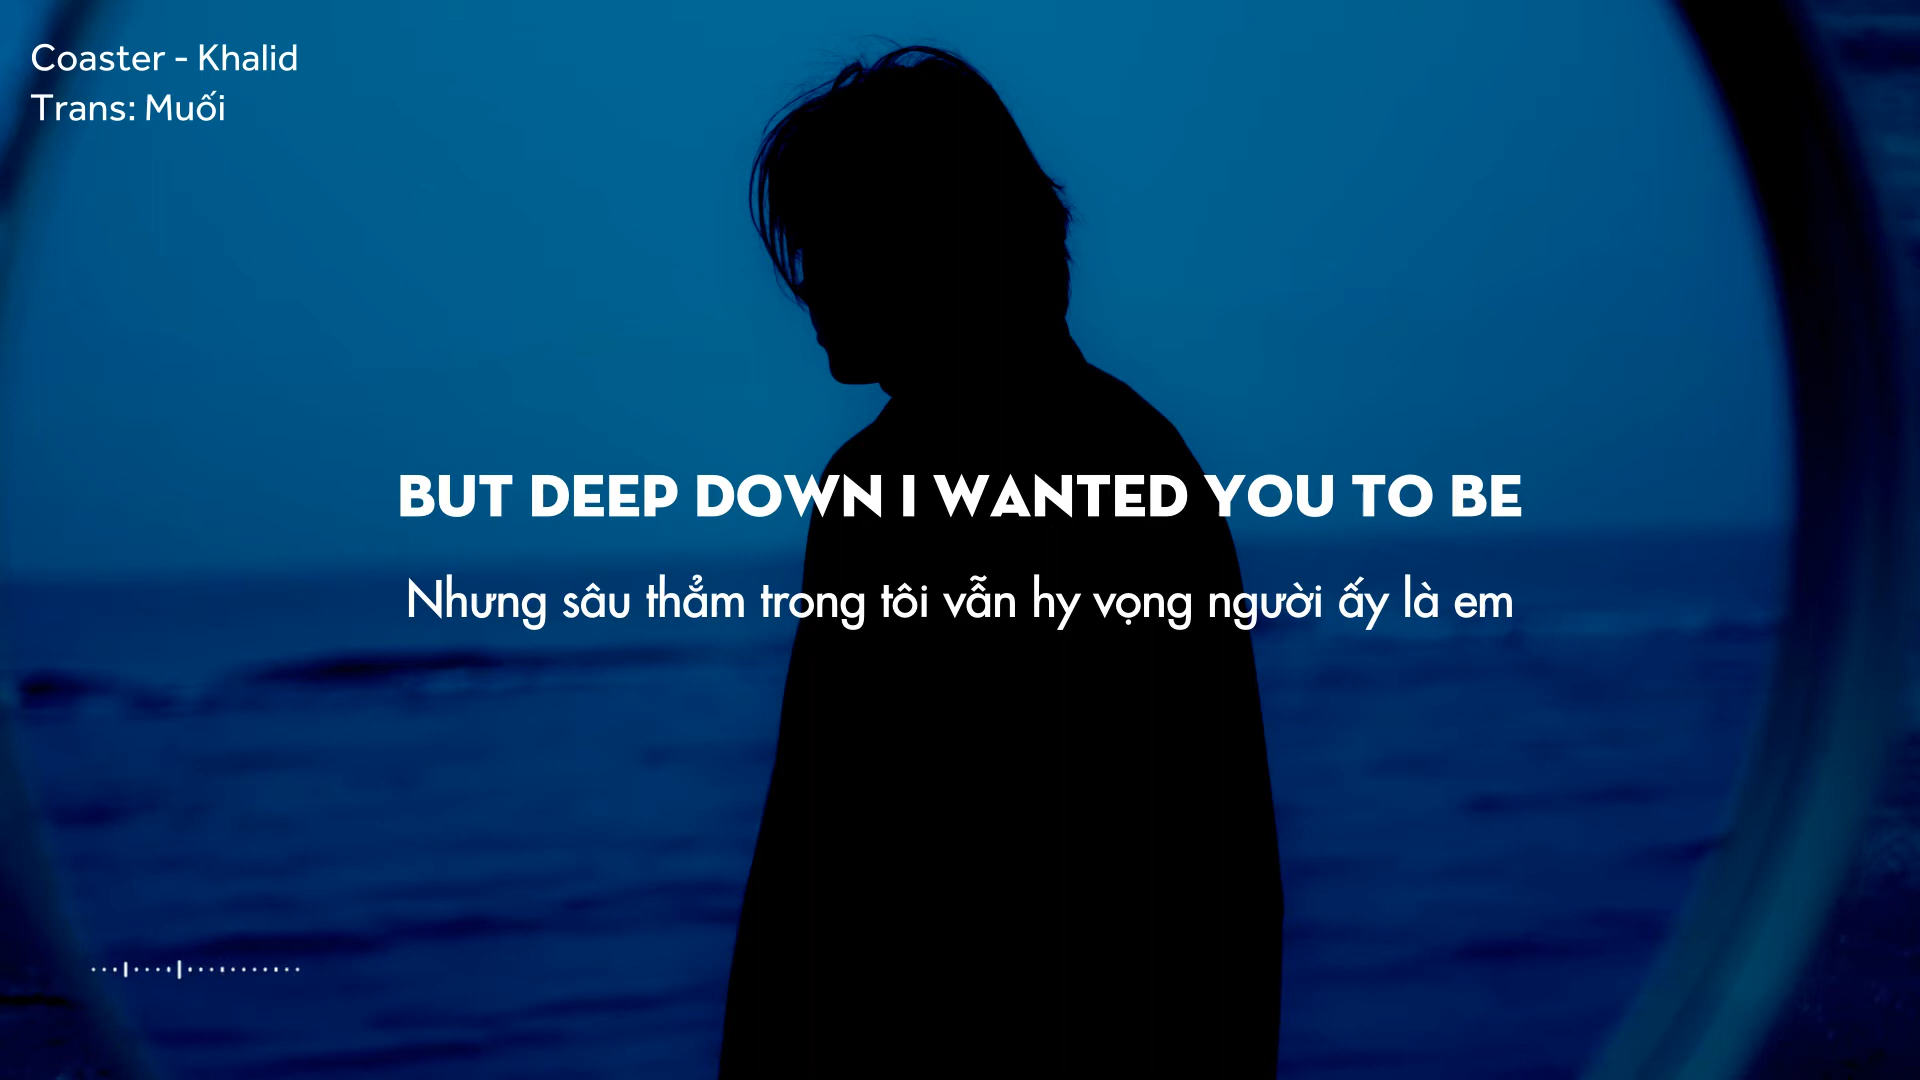 Coaster - Khalid
Trans: Muối
BUT DEEP DOWN I WANTED YOU TO BE
Nhưng sâu thẳm trong tôi vẫn hy vọng người ấy là em